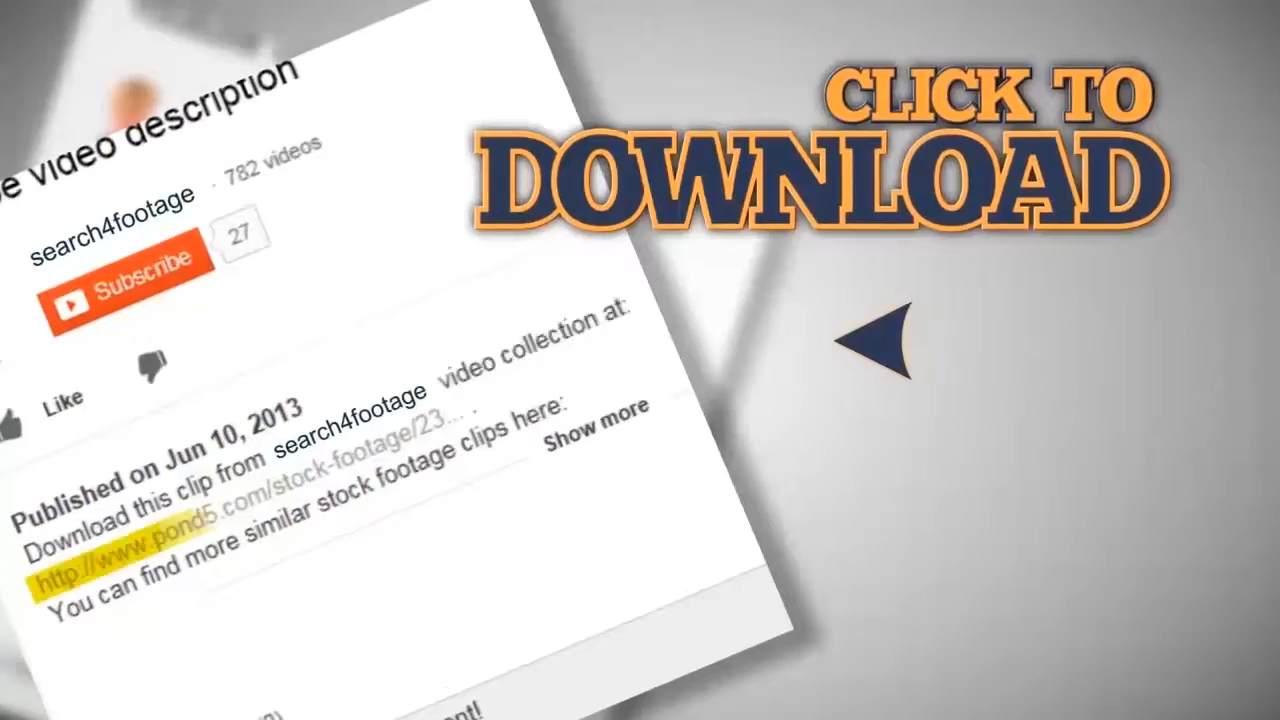 CLICK TO
DOWNLOAD
video description
search4footage · 782 videos
Subscribe 27
Like
Published on Jun 10, 2013
Download this clip from search4footage video collection at:
http://www.pond5.com/stock-footage/23... .
You can find more similar stock footage clips here:
Show more